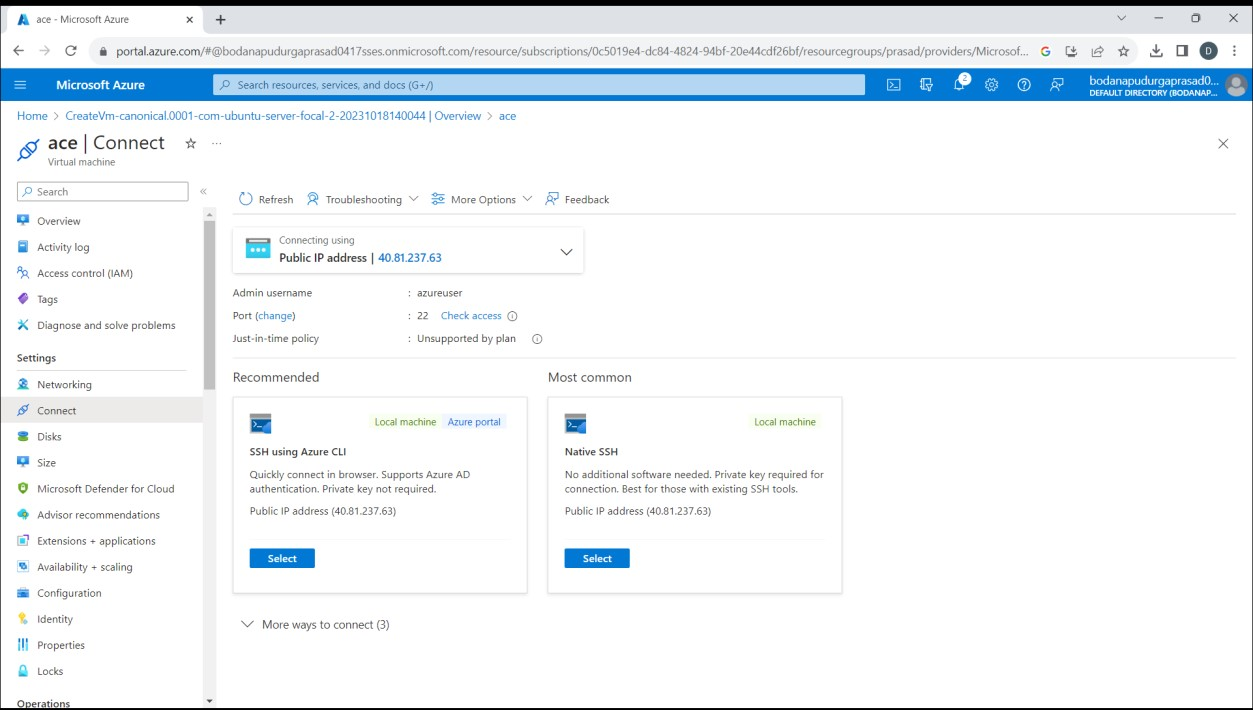 ace - Microsoft Azure
portal.azure.com/#@bodanapudurgaprasad0417sses.onmicrosoft.com/resource/subscriptions/0c5019e4-dc84-4824-94bf-20e44cdf26bf/resourcegroups/prasad/providers/Microsof...
D
Microsoft Azure
Search resources, services, and docs (G+/)
2
bodanapudurgaprasad0...
DEFAULT DIRECTORY (BODANAP...
Home > CreateVm-canonical.0001-com-ubuntu-server-focal-2-20231018140044 | Overview > ace
ace | Connect
Virtual machine
Search
Overview
Activity log
Access control (IAM)
Tags
Diagnose and solve problems
Settings
Networking
Connect
Disks
Size
Microsoft Defender for Cloud
Advisor recommendations
Extensions + applications
Availability + scaling
Configuration
Identity
Properties
Locks
Operations
Refresh Troubleshooting More Options Feedback
Connecting using
Public IP address | 40.81.237.63
Admin username : azureuser
Port (change) : 22 Check access
Just-in-time policy : Unsupported by plan
Recommended
Local machine Azure portal
SSH using Azure CLI
Quickly connect in browser. Supports Azure AD
authentication. Private key not required.
Public IP address (40.81.237.63)
Select
Most common
Local machine
Native SSH
No additional software needed. Private key required for
connection. Best for those with existing SSH tools.
Public IP address (40.81.237.63)
Select
More ways to connect (3)